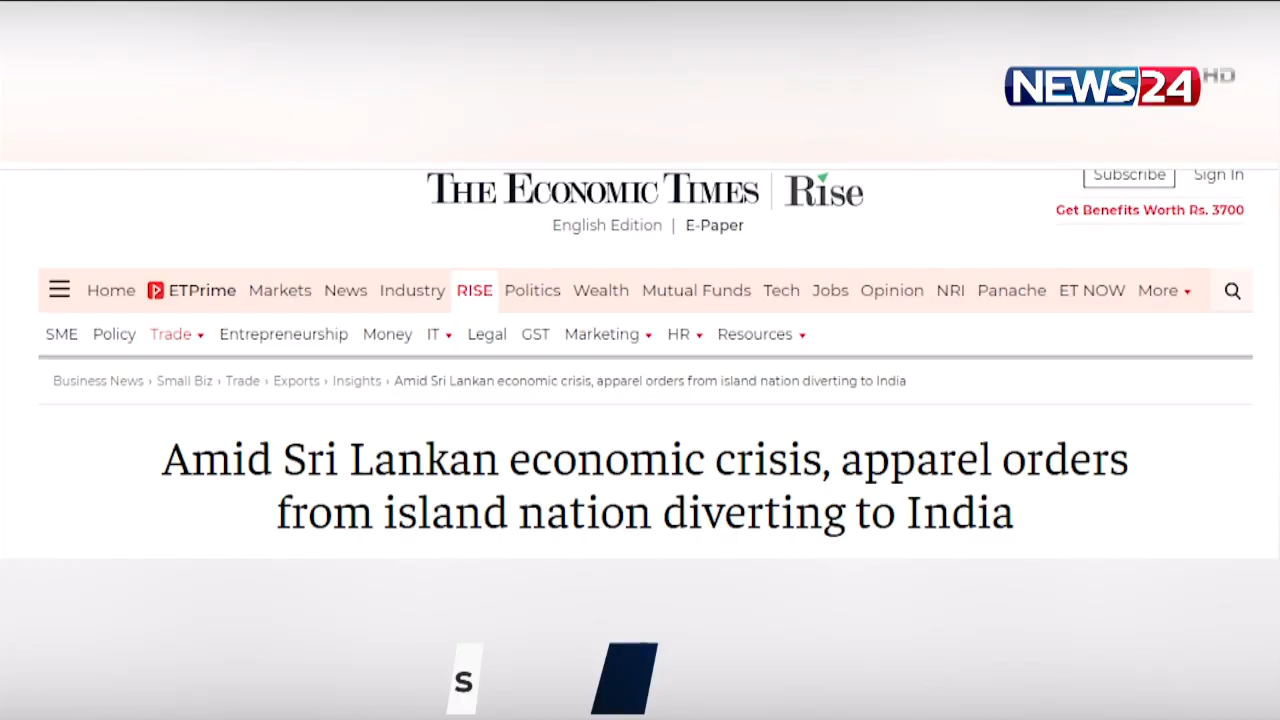 NEWS24 HD
THE ECONOMIC TIMES | Rise
Subscribe Sign In
English Edition | E-Paper
Get Benefits Worth Rs. 3700
Home ETPrime Markets News Industry RISE Politics Wealth Mutual Funds Tech Jobs Opinion NRI Panache ET NOW More
SME Policy Trade Entrepreneurship Money IT Legal GST Marketing HR Resources
Business News › Small Biz › Trade › Exports › Insights › Amid Sri Lankan economic crisis, apparel orders from island nation diverting to India
Amid Sri Lankan economic crisis, apparel orders
from island nation diverting to India
S